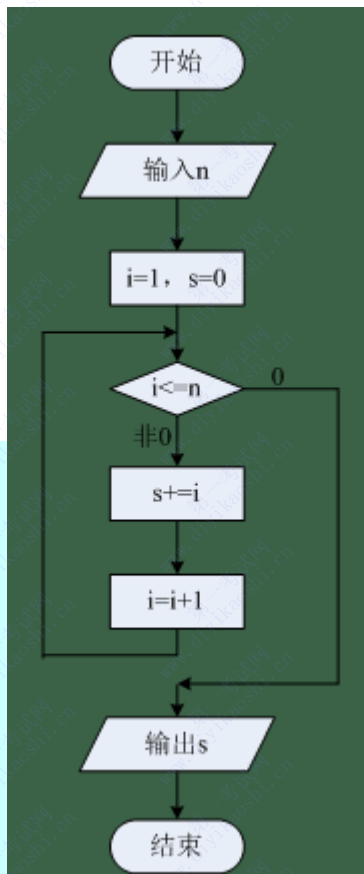 开始
输入n
i=1，s=0
i<=n
0
非0
s+=i
i=i+1
输出s
结束